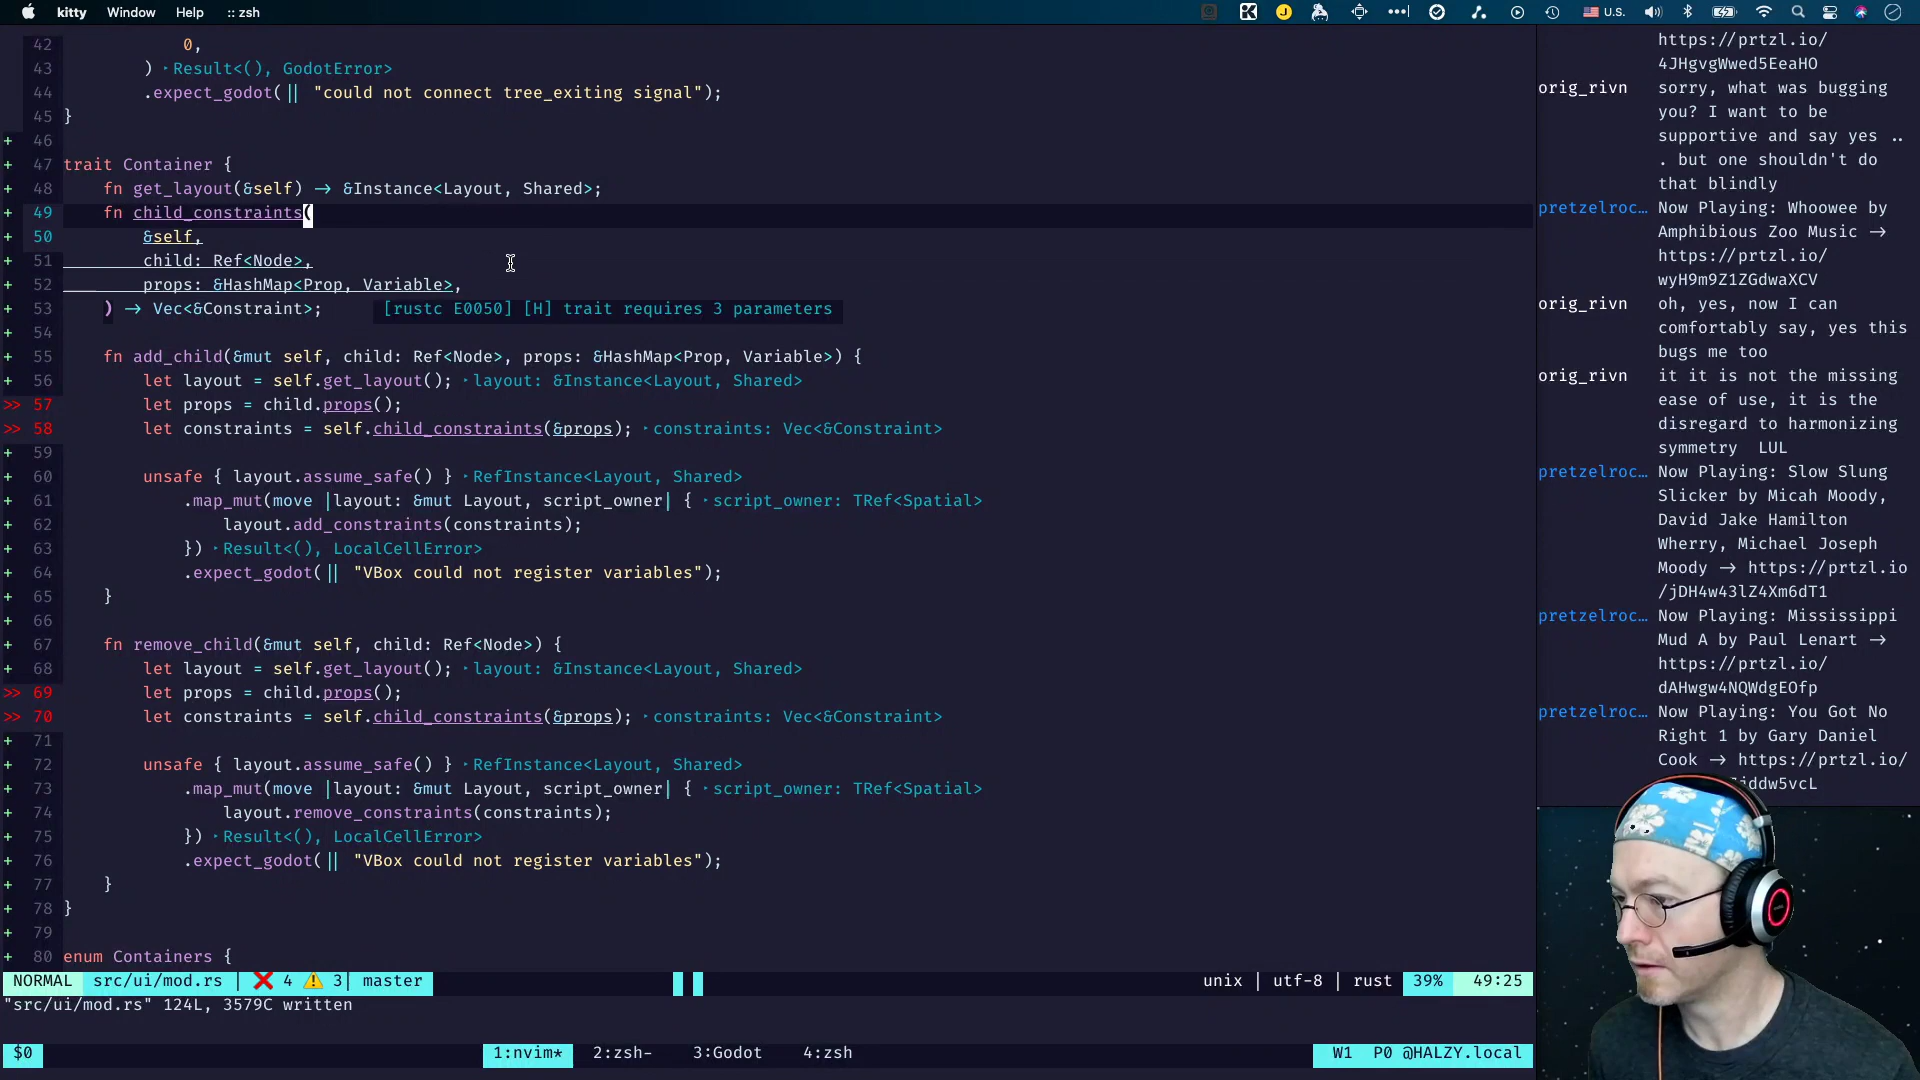 kitty Window Help :: zsh U.S.
42 0,
43 ) ‣Result<(), GodotError>
44 .expect_godot(|| "could not connect tree_exiting signal");
45 }
+ 46
+ 47 trait Container {
+ 48 fn get_layout(&self) → &Instance<Layout, Shared>;
+ 49 fn child_constraints(
+ 50 &self,
+ 51 child: Ref<Node>,
+ 52 props: &HashMap<Prop, Variable>,
+ 53 ) → Vec<&Constraint>; [rustc E0050] [H] trait requires 3 parameters
+ 54
+ 55 fn add_child(&mut self, child: Ref<Node>, props: &HashMap<Prop, Variable>) {
+ 56 let layout = self.get_layout(); ‣layout: &Instance<Layout, Shared>
>> 57 let props = child.props();
>> 58 let constraints = self.child_constraints(&props); ‣constraints: Vec<&Constraint>
+ 59
+ 60 unsafe { layout.assume_safe() } ‣RefInstance<Layout, Shared>
+ 61 .map_mut(move |layout: &mut Layout, script_owner| { ‣script_owner: TRef<Spatial>
+ 62 layout.add_constraints(constraints);
+ 63 }) ‣Result<(), LocalCellError>
+ 64 .expect_godot(|| "VBox could not register variables");
+ 65 }
+ 66
+ 67 fn remove_child(&mut self, child: Ref<Node>) {
+ 68 let layout = self.get_layout(); ‣layout: &Instance<Layout, Shared>
>> 69 let props = child.props();
>> 70 let constraints = self.child_constraints(&props); ‣constraints: Vec<&Constraint>
+ 71
+ 72 unsafe { layout.assume_safe() } ‣RefInstance<Layout, Shared>
+ 73 .map_mut(move |layout: &mut Layout, script_owner| { ‣script_owner: TRef<Spatial>
+ 74 layout.remove_constraints(constraints);
+ 75 }) ‣Result<(), LocalCellError>
+ 76 .expect_godot(|| "VBox could not register variables");
+ 77 }
+ 78 }
+ 79
+ 80 enum Containers {
NORMAL src/ui/mod.rs | ❌ 4 ⚠ 3| master unix | utf-8 | rust 39% 49:25
"src/ui/mod.rs" 124L, 3579C written
$0 1:nvim* 2:zsh- 3:Godot 4:zsh W1 P0 @HALZY.local
https://prtzl.io/
4JHgvgWwed5EeaHO
orig_rivn sorry, what was bugging
you? I want to be
supportive and say yes ..
. but one shouldn't do
that blindly
pretzelroc… Now Playing: Whoowee by
Amphibious Zoo Music →
https://prtzl.io/
wyH9m9Z1ZGdwaXCV
orig_rivn oh, yes, now I can
comfortably say, yes this
bugs me too
orig_rivn it it is not the missing
ease of use, it is the
disregard to harmonizing
symmetry LUL
pretzelroc… Now Playing: Slow Slung
Slicker by Micah Moody,
David Jake Hamilton
Wherry, Michael Joseph
Moody → https://prtzl.io
/jDH4w43lZ4Xm6dT1
pretzelroc… Now Playing: Mississippi
Mud A by Paul Lenart →
https://prtzl.io/
dAHwgw4NQWdgEOfp
pretzelroc… Now Playing: You Got No
Right 1 by Gary Daniel
Cook → https://prtzl.io/